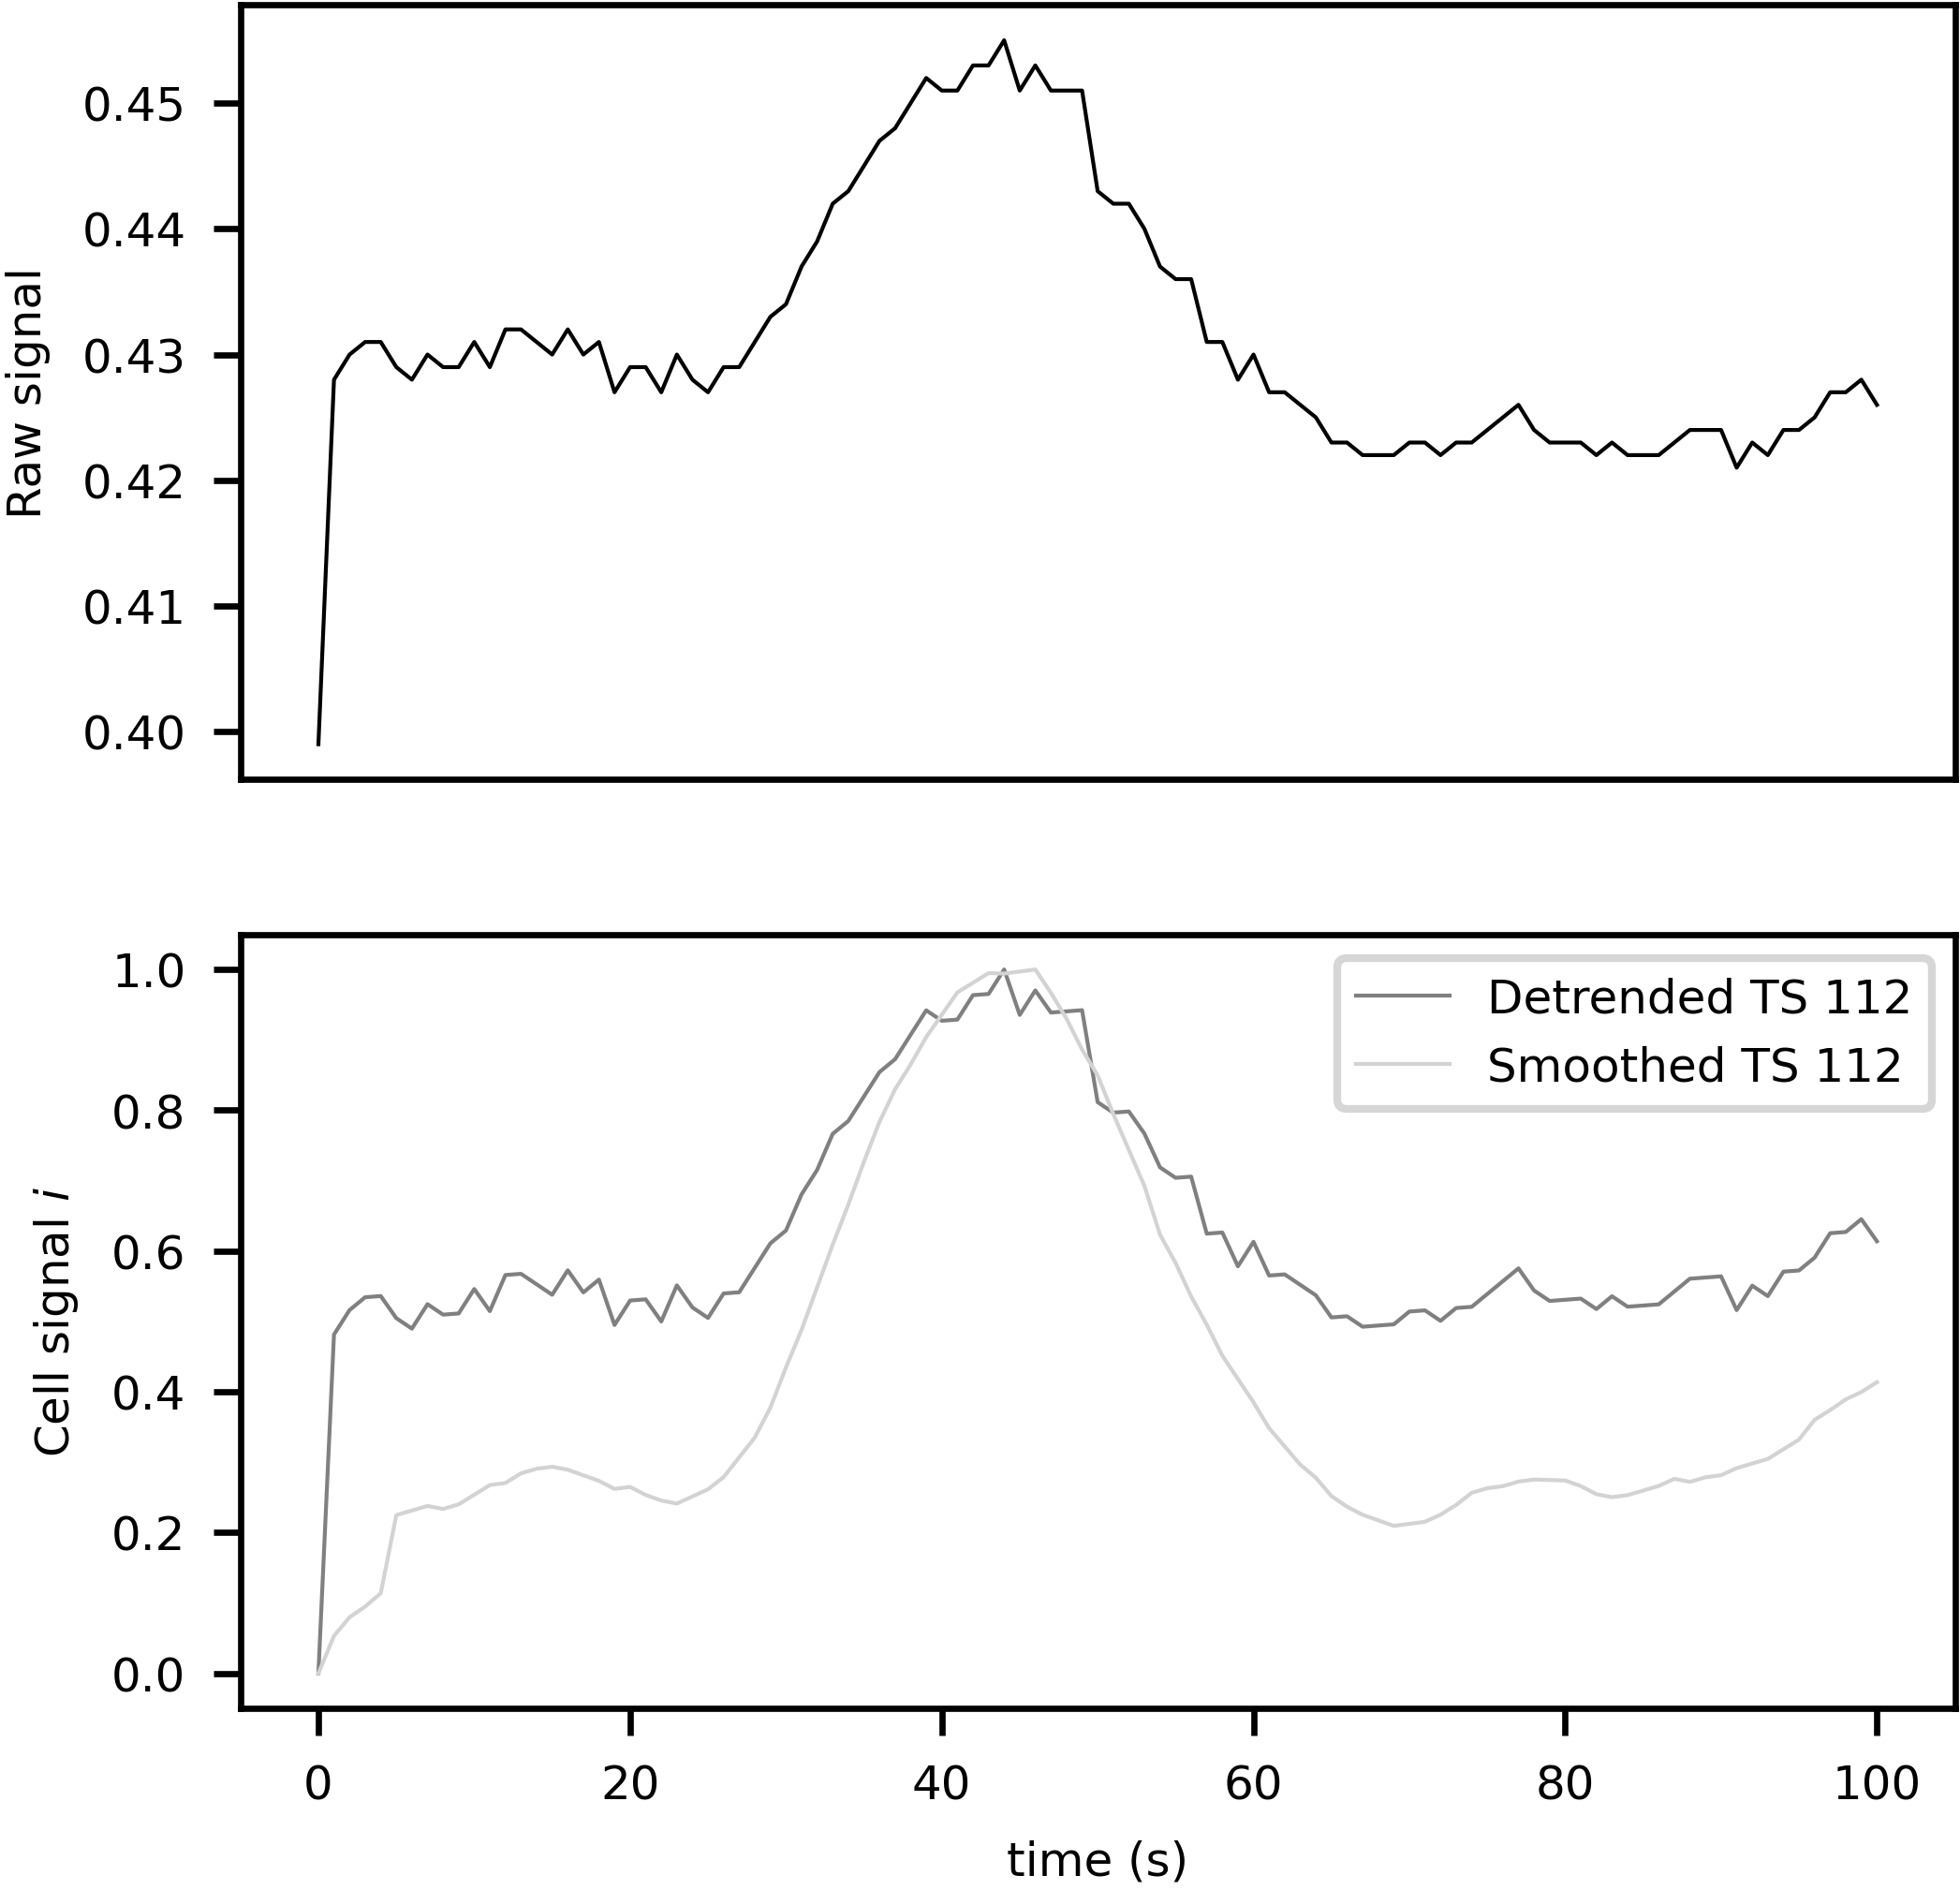 Raw signal
0.45
0.44
0.43
0.42
0.41
0.40
Cell signal i
1.0
0.8
0.6
0.4
0.2
0.0
Detrended TS 112
Smoothed TS 112
0 20 40 60 80 100
time (s)